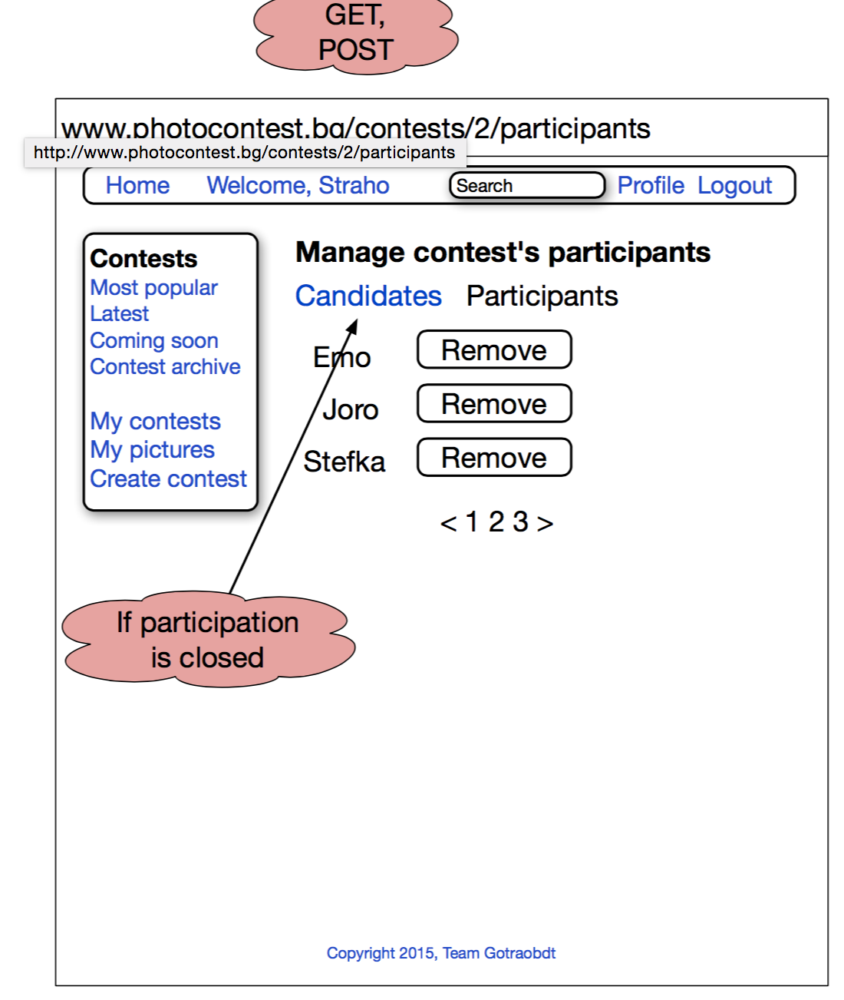 GET,
POST
www.photocontest.bg/contests/2/participants
http://www.photocontest.bg/contests/2/participants
Home Welcome, Straho Search Profile Logout
Contests
Most popular
Latest
Coming soon
Contest archive
My contests
My pictures
Create contest
Manage contest's participants
Candidates Participants
Emo Remove
Joro Remove
Stefka Remove
< 1 2 3 >
If participation
is closed
Copyright 2015, Team Gotraobdt